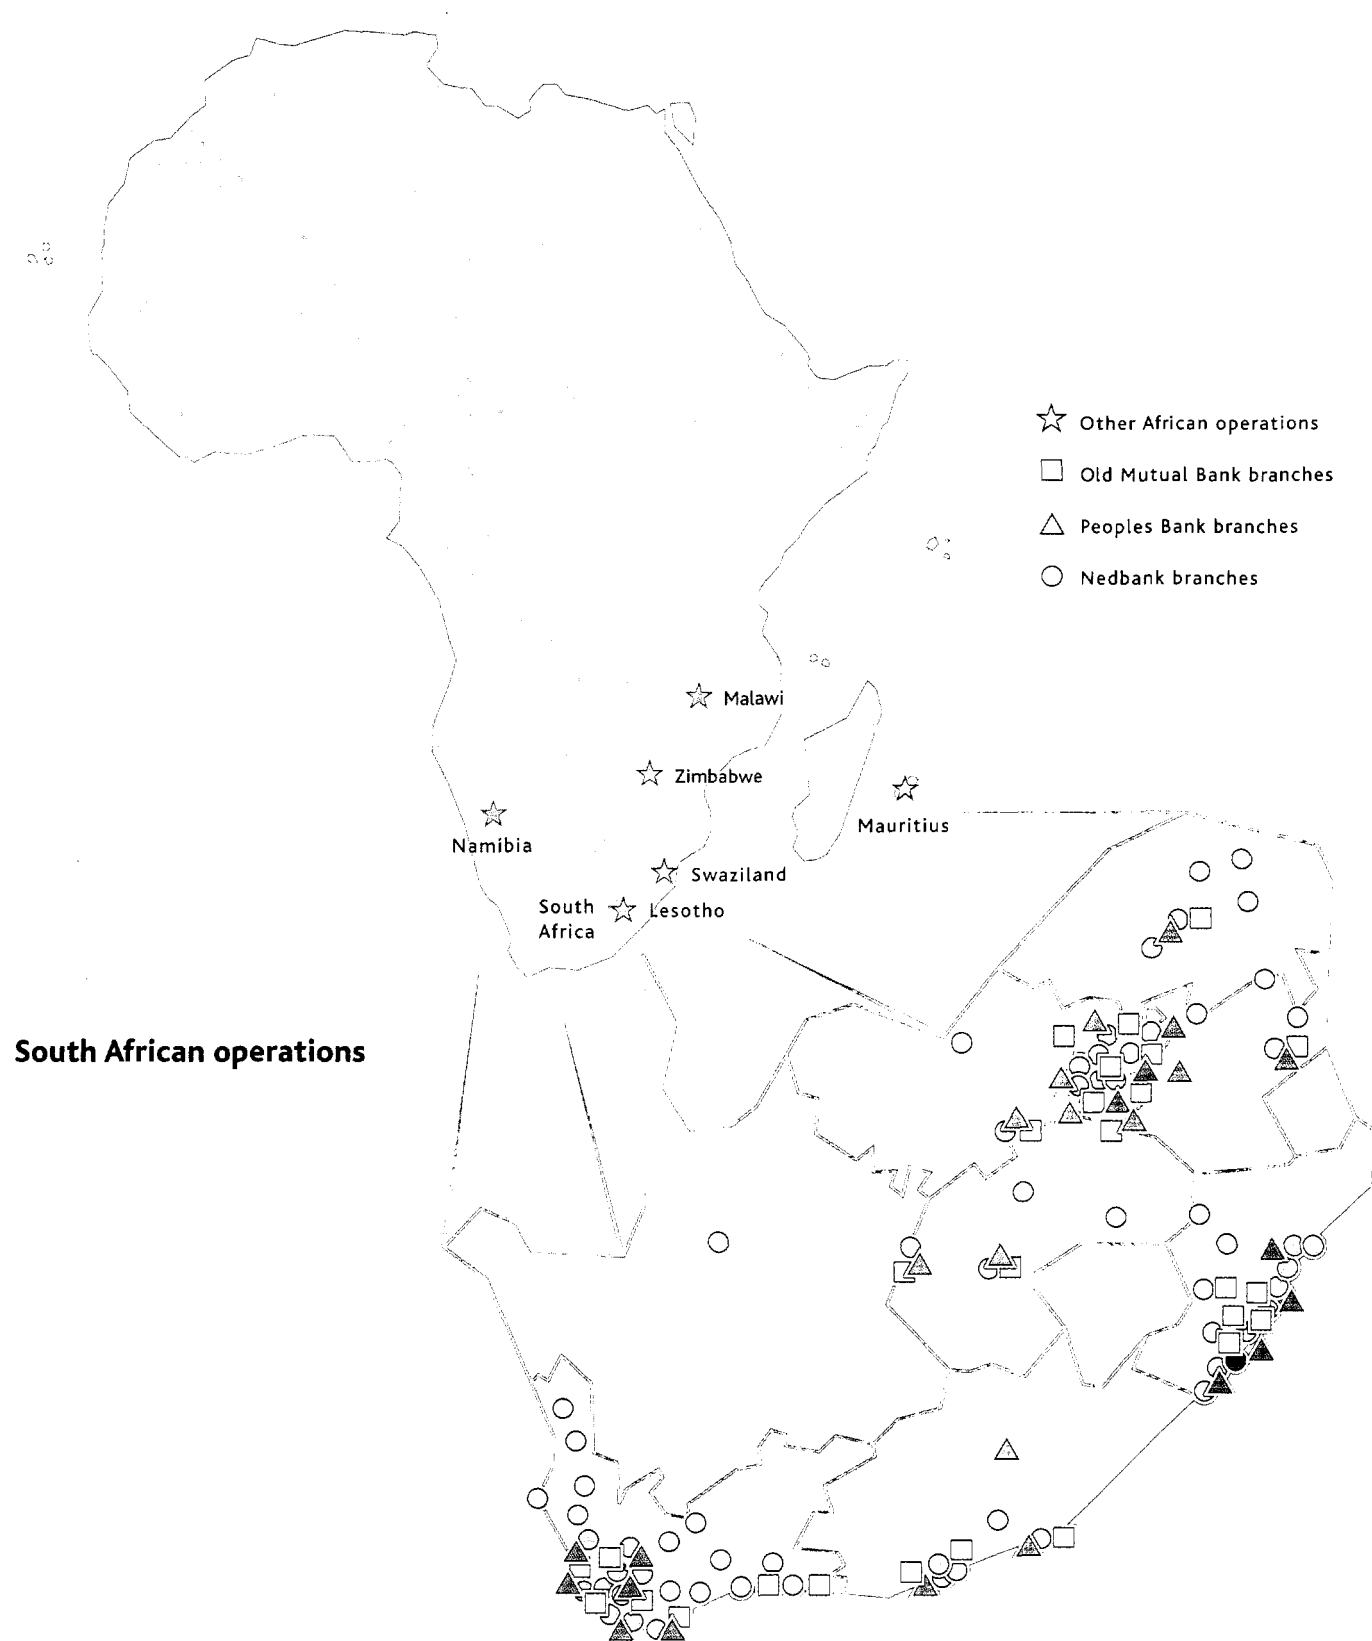 Other African operations
Old Mutual Bank branches
Peoples Bank branches
Nedbank branches
Malawi
Zimbabwe
Mauritius
Namibia
Swaziland
South
Africa
Lesotho
South African operations